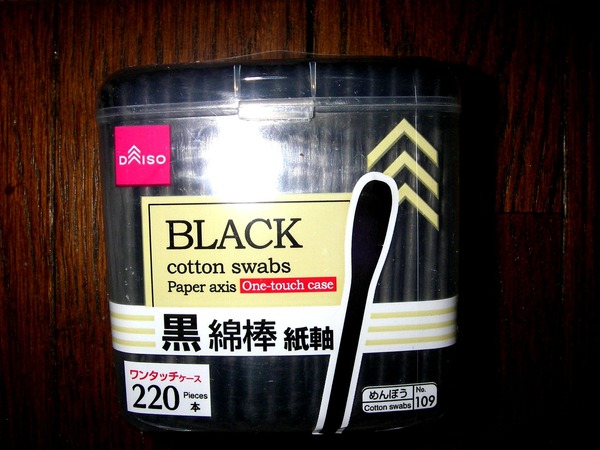 DAISO
BLACK
cotton swabs
Paper axis One-touch case
黒 綿棒 紙軸
ワンタッチケース
220 Pieces 本
めんぼう
Cotton swabs
No. 109